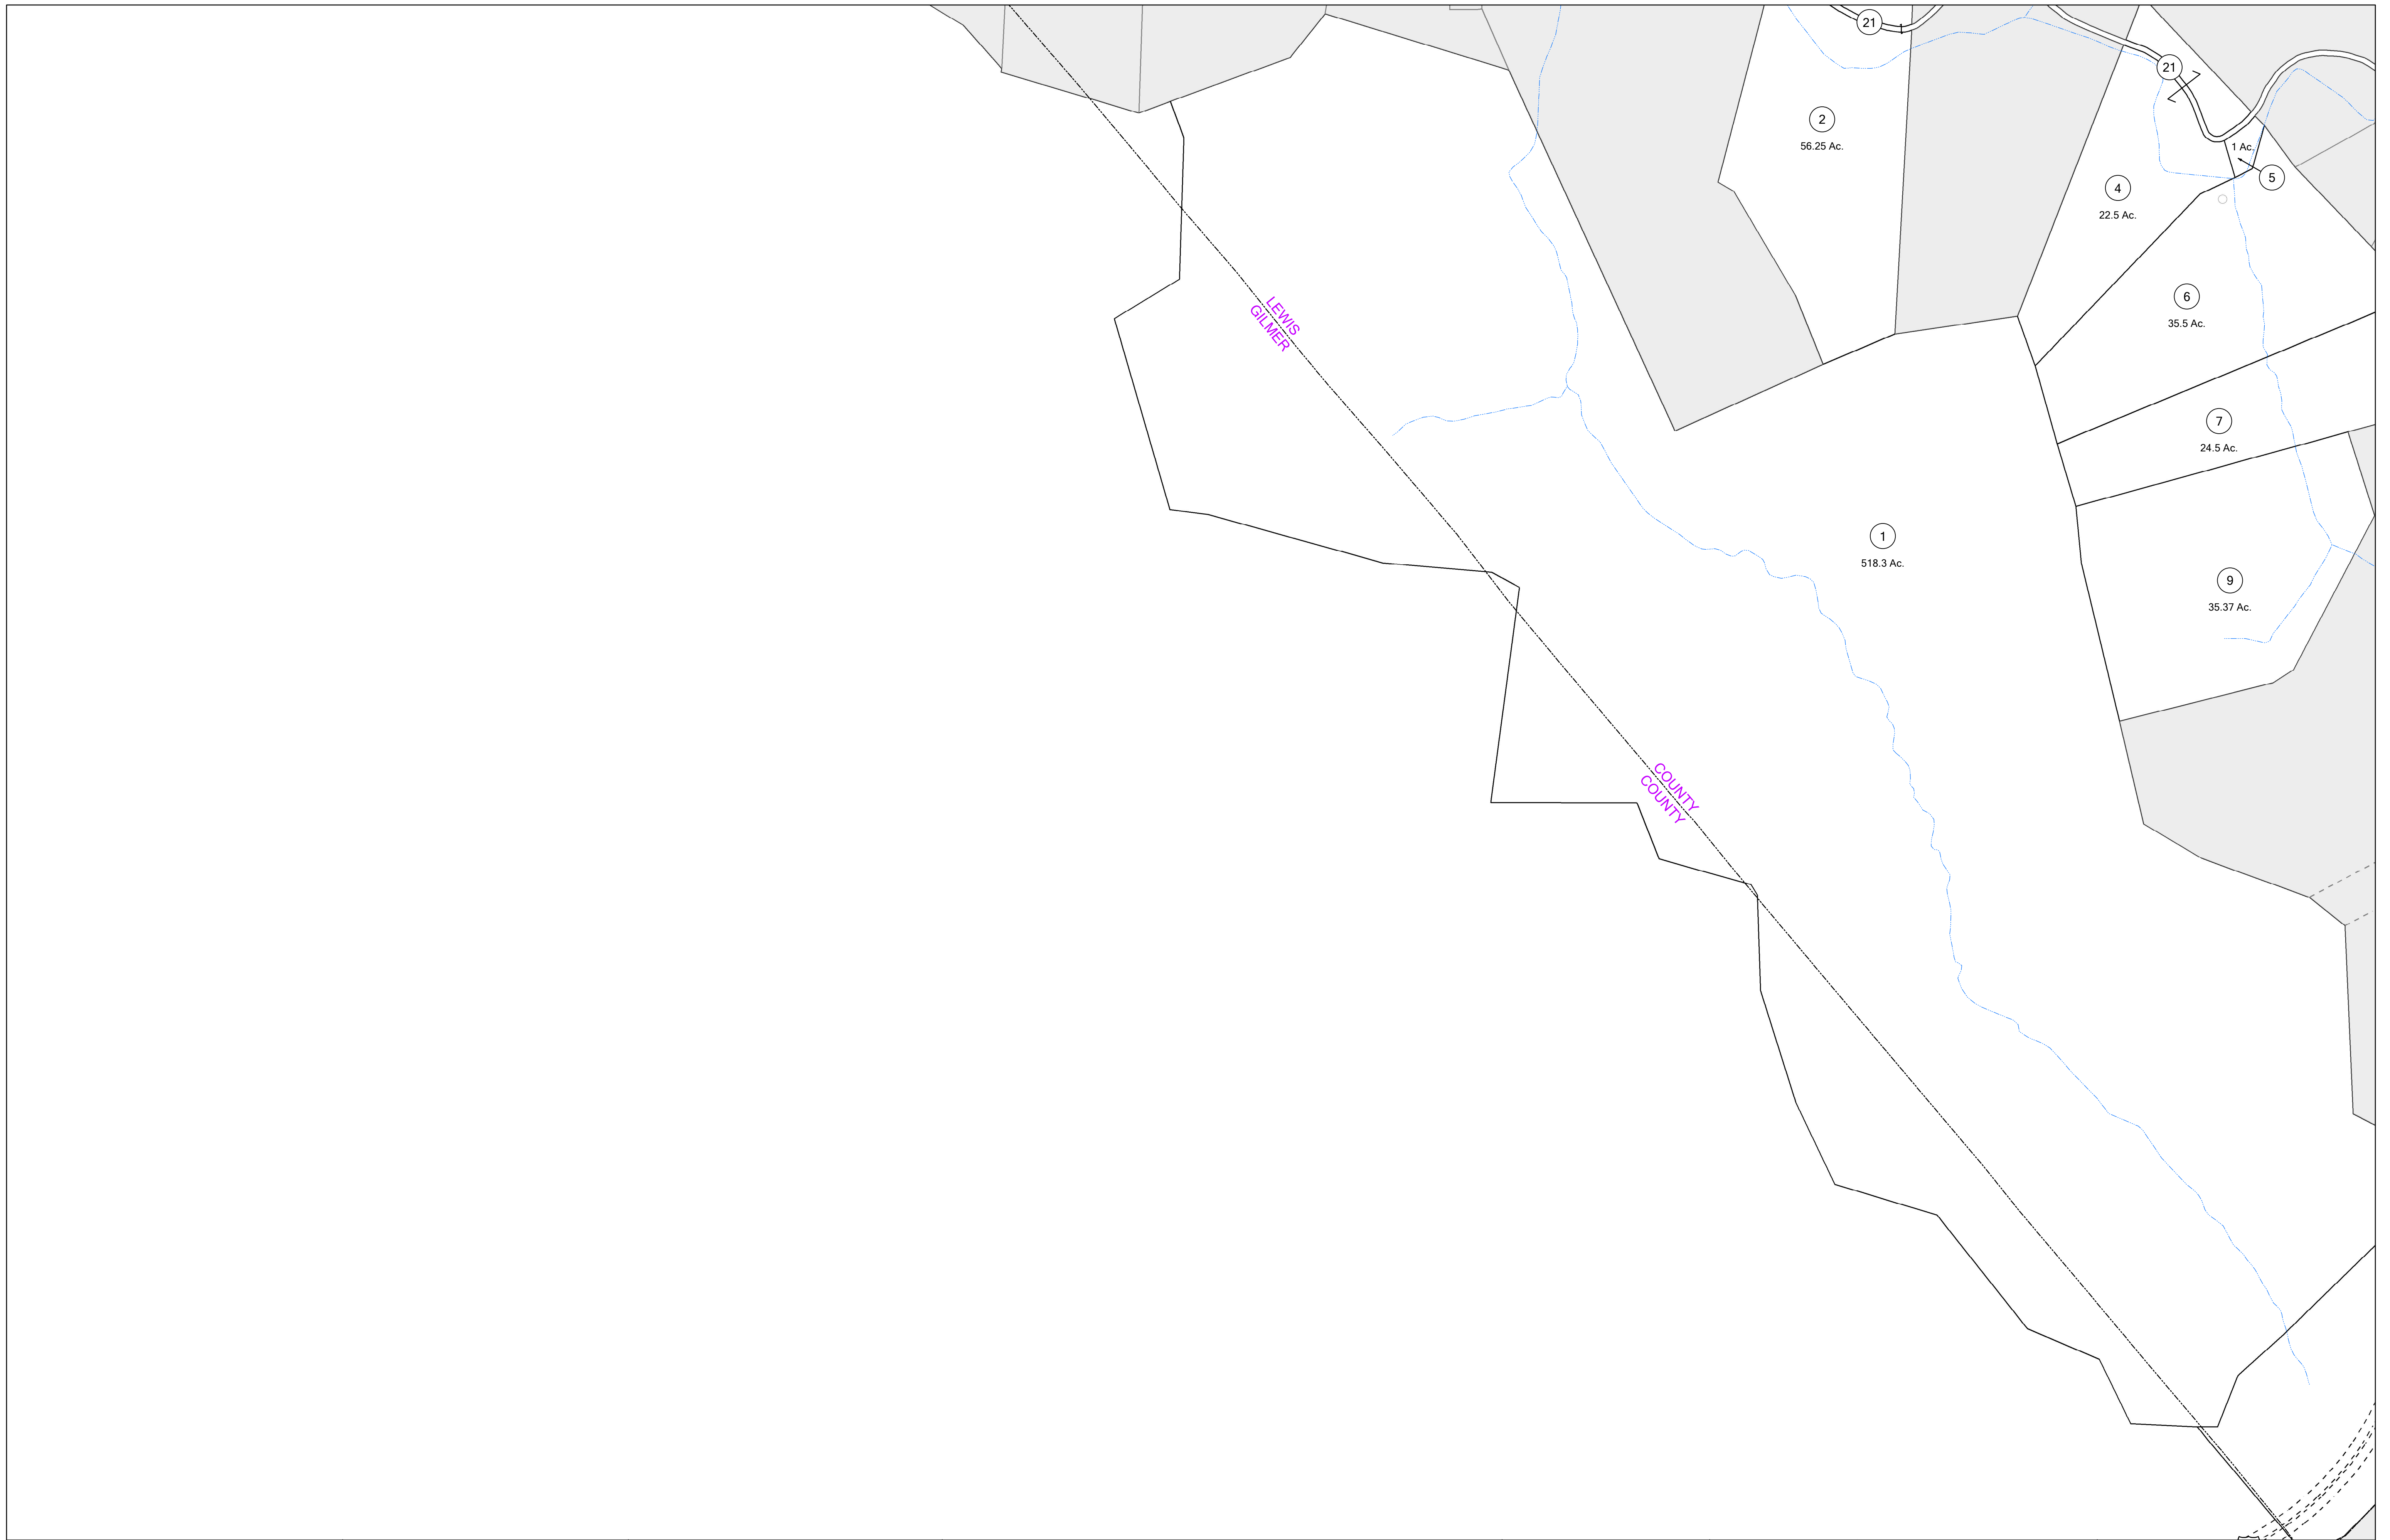 21
1
21
2
56.25 Ac.
1 Ac.
5
4
22.5 Ac.
6
35.5 Ac.
LEWIS
GILMER
7
24.5 Ac.
1
518.3 Ac.
9
35.37 Ac.
COUNTY
COUNTY